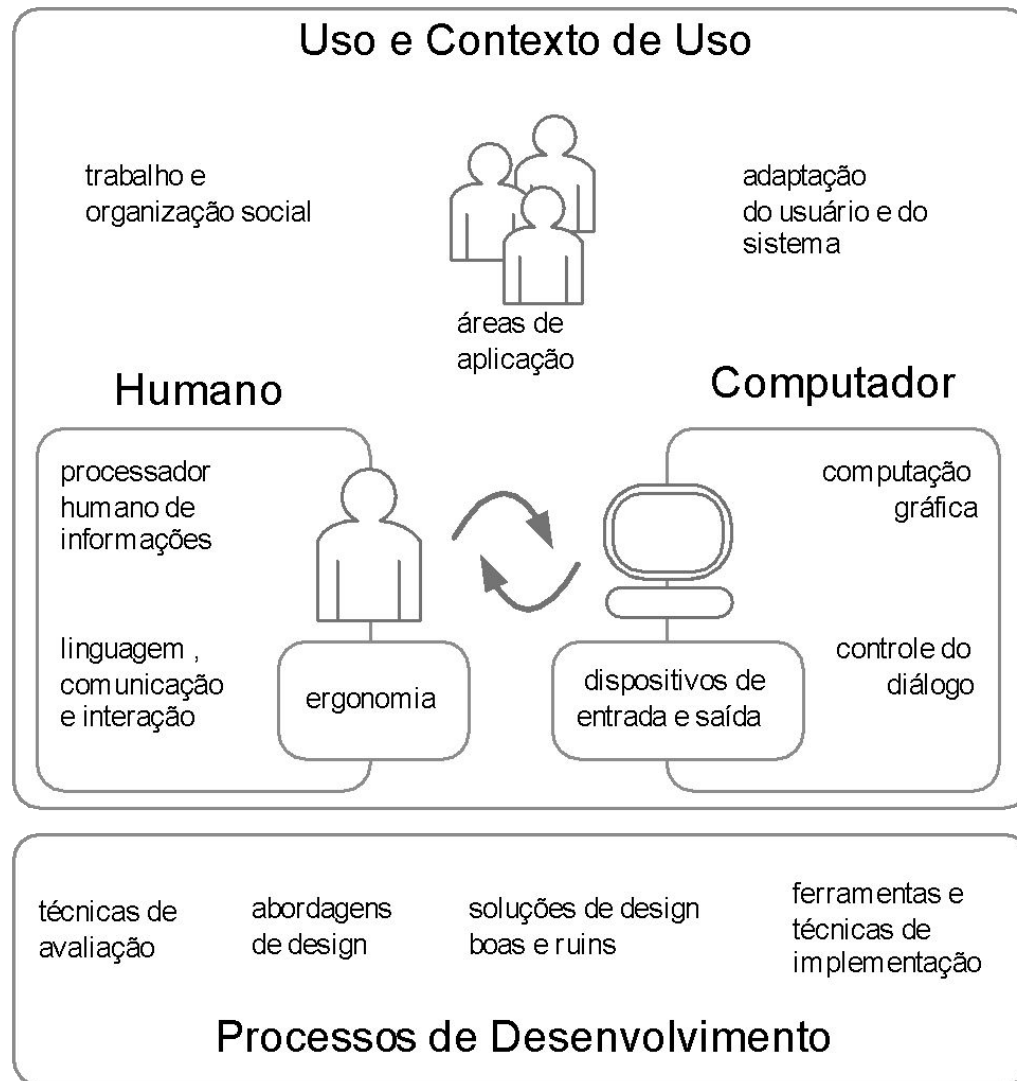 Uso e Contexto de Uso
trabalho e
organização social
adaptação
do usuário e do
sistema
áreas de
aplicação
Humano
Computador
processador
humano de
informações
linguagem ,
comunicação
e interação
ergonomia
dispositivos de
entrada e saída
computação
gráfica
controle do
diálogo
técnicas de
avaliação
abordagens
de design
soluções de design
boas e ruins
ferramentas e
técnicas de
implementação
Processos de Desenvolvimento